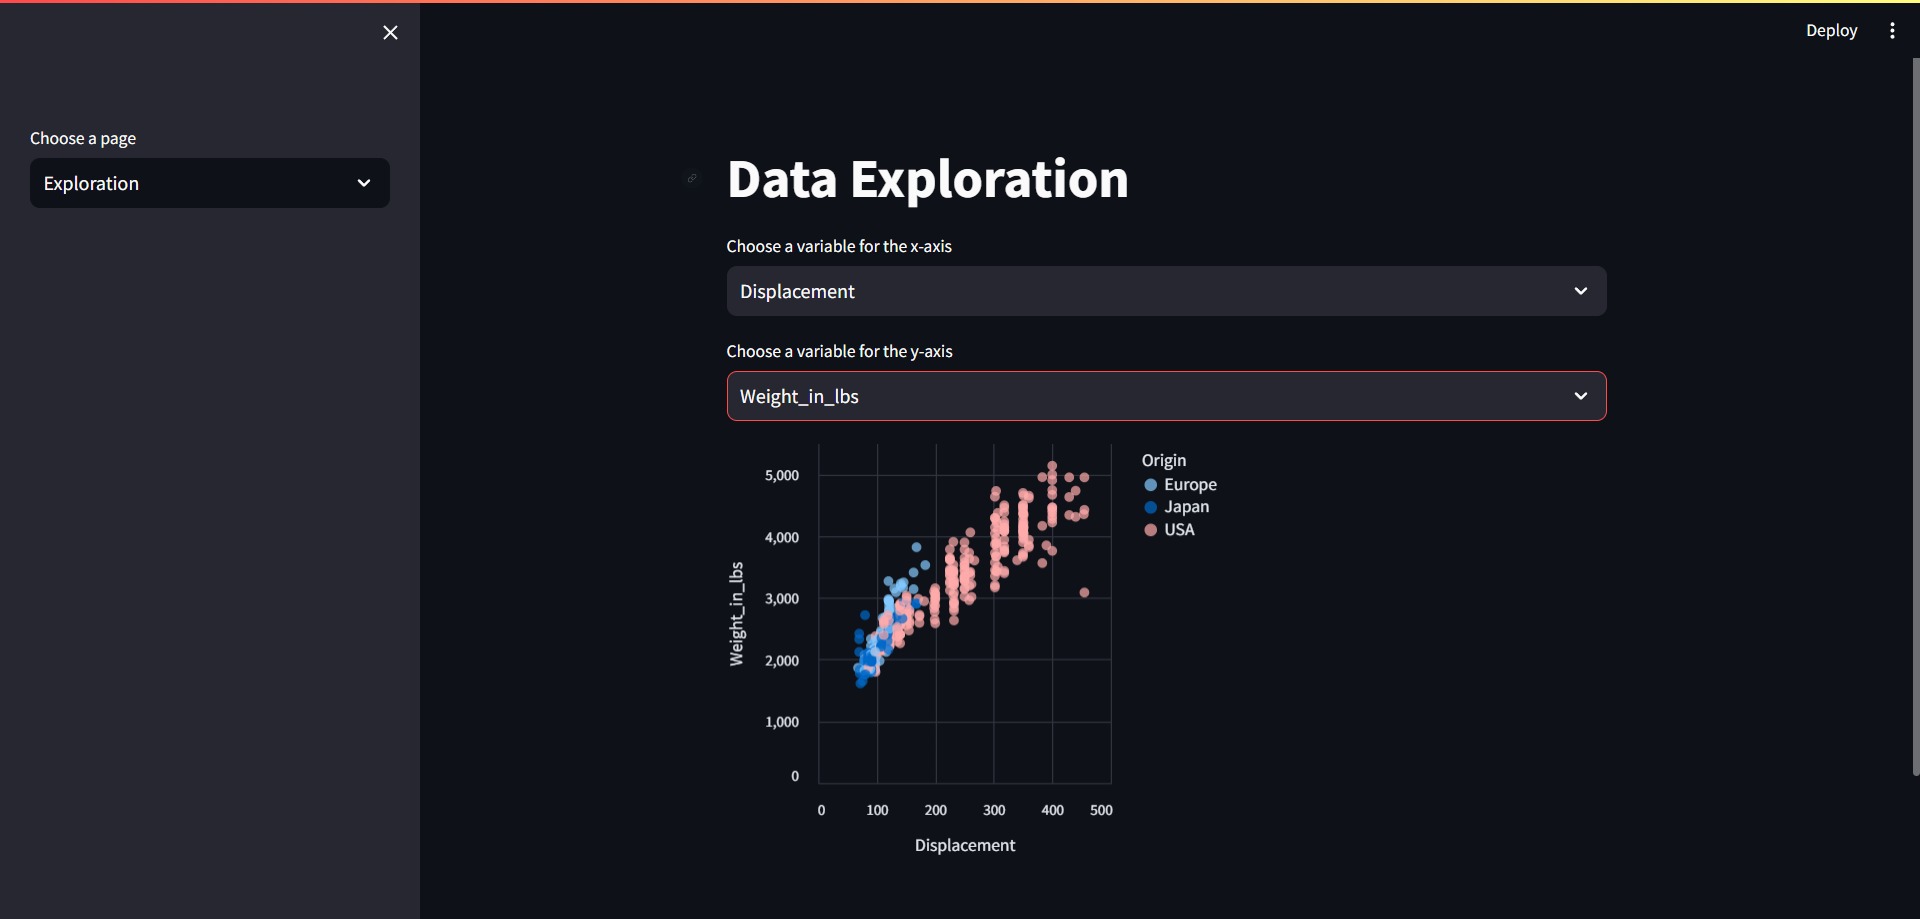 Deploy
Choose a page
Exploration
Data Exploration
Choose a variable for the x-axis
Displacement
Choose a variable for the y-axis
Weight_in_lbs
Origin
Europe
Japan
USA
5,000
4,000
3,000
2,000
1,000
0
Weight_in_lbs
0 100 200 300 400 500
Displacement